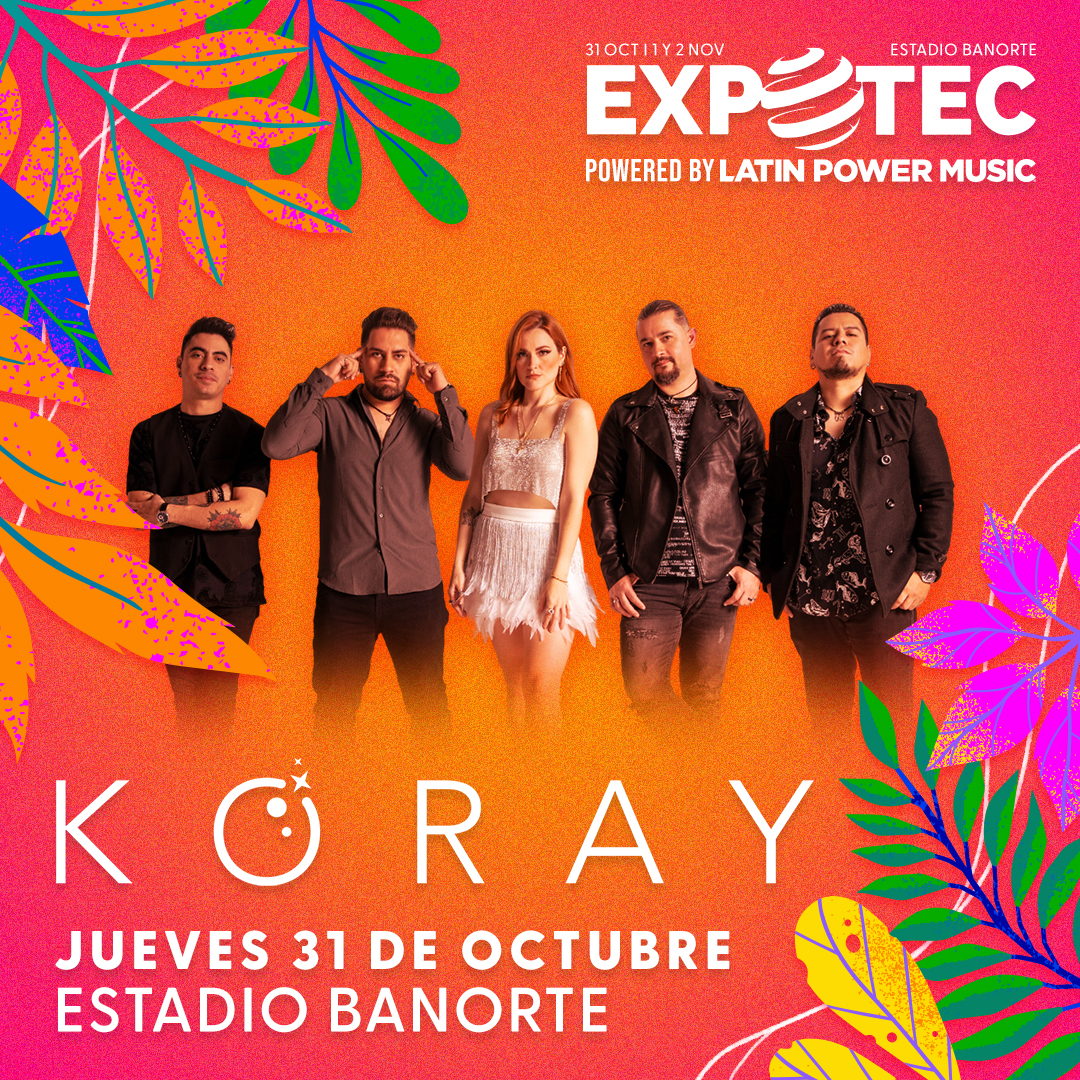 31 OCT | 1 Y 2 NOV ESTADIO BANORTE
EXPOTEC
POWERED BY LATIN POWER MUSIC
KORAY
JUEVES 31 DE OCTUBRE
ESTADIO BANORTE